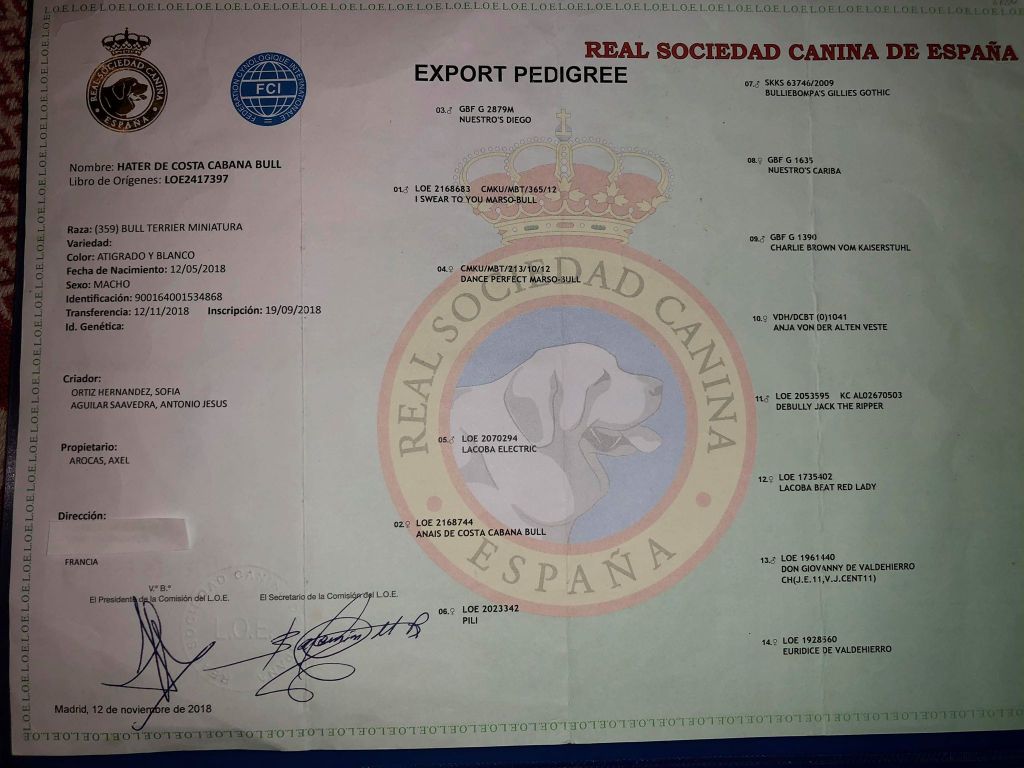 REAL SOCIEDAD CANINA DE ESPAÑA
EXPORT PEDIGREE
REAL SOCIEDAD CANINA
ESPAÑA
FEDERATION CYNOLOGIQUE INTERNATIONALE
FCI
Nombre: HATER DE COSTA CABANA BULL
Libro de Orígenes: LOE2417397
Raza: (359) BULL TERRIER MINIATURA
Variedad:
Color: ATIGRADO Y BLANCO
Fecha de Nacimiento: 12/05/2018
Sexo: MACHO
Identificación: 900164001534868
Transferencia: 12/11/2018 Inscripción: 19/09/2018
Id. Genética:
Criador:
ORTIZ HERNANDEZ, SOFIA
AGUILAR SAAVEDRA, ANTONIO JESUS
Propietario:
AROCAS, AXEL
Dirección:
FRANCIA
V.º B.º
El Presidente de la Comisión del L.O.E.
El Secretario de la Comisión del L.O.E.
L.O.E.
Madrid, 12 de noviembre de 2018
01.♂ LOE 2168683 CMKU/MBT/365/12
I SWEAR TO YOU MARSO-BULL
02.♀ LOE 2168744
ANAIS DE COSTA CABANA BULL
03.♂ GBF G 2879M
NUESTRO'S DIEGO
04.♀ CMKU/MBT/213/10/12
DANCE PERFECT MARSO-BULL
05.♂ LOE 2070294
LACOBA ELECTRIC
06.♀ LOE 2023342
PILI
07.♂ SKKS 63746/2009
BULLIEBOMPA'S GILLIES GOTHIC
08.♀ GBF G 1635
NUESTRO'S CARIBA
09.♂ GBF G 1390
CHARLIE BROWN VOM KAISERSTUHL
10.♀ VDH/DCBT (0)1041
ANJA VON DER ALTEN VESTE
11.♂ LOE 2053595 KC AL02670503
DEBULLY JACK THE RIPPER
12.♀ LOE 1735402
LACOBA BEAT RED LADY
13.♂ LOE 1961440
DON GIOVANNY DE VALDEHIERRO
CH(J.E.11,V.J.CENT11)
14.♀ LOE 1928560
EURIDICE DE VALDEHIERRO
REAL SOCIEDAD CANINA
ESPAÑA